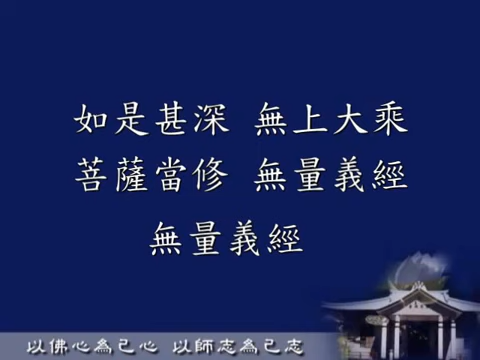 如是甚深 無上大乘
菩薩當修 無量義經
無量義經
以佛心為己心 以師志為己志